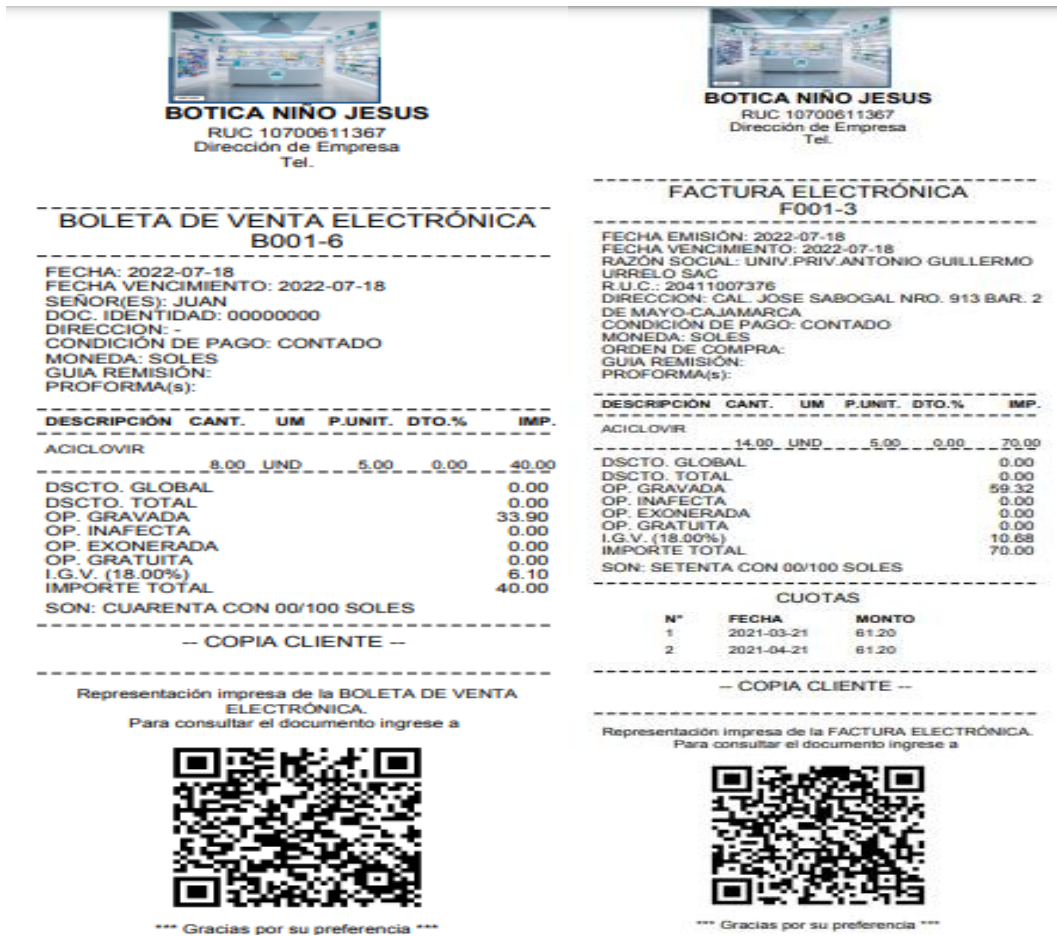 BOTICA NIÑO JESUS
RUC 10700611367
Dirección de Empresa
Tel.
BOLETA DE VENTA ELECTRÓNICA
B001-6
FECHA: 2022-07-18
FECHA VENCIMIENTO: 2022-07-18
SEÑOR(ES): JUAN
DOC. IDENTIDAD: 00000000
DIRECCION: -
CONDICIÓN DE PAGO: CONTADO
MONEDA: SOLES
GUIA REMISIÓN:
PROFORMA(s):
DESCRIPCIÓN CANT. UM P.UNIT. DTO.% IMP.
ACICLOVIR
8.00 UND 5.00 0.00 40.00
DSCTO. GLOBAL 0.00
DSCTO. TOTAL 0.00
OP. GRAVADA 33.90
OP. INAFECTA 0.00
OP. EXONERADA 0.00
OP. GRATUITA 0.00
I.G.V. (18.00%) 6.10
IMPORTE TOTAL 40.00
SON: CUARENTA CON 00/100 SOLES
-- COPIA CLIENTE --
Representación impresa de la BOLETA DE VENTA
ELECTRÓNICA.
Para consultar el documento ingrese a
*** Gracias por su preferencia ***
BOTICA NIÑO JESUS
RUC 10700611367
Dirección de Empresa
Tel.
FACTURA ELECTRÓNICA
F001-3
FECHA EMISIÓN: 2022-07-18
FECHA VENCIMIENTO: 2022-07-18
RAZÓN SOCIAL: UNIV.PRIV.ANTONIO GUILLERMO
URRELO SAC
R.U.C.: 20411007376
DIRECCION: CAL. JOSE SABOGAL NRO. 913 BAR. 2
DE MAYO-CAJAMARCA
CONDICIÓN DE PAGO: CONTADO
MONEDA: SOLES
ORDEN DE COMPRA:
GUIA REMISIÓN:
PROFORMA(s):
DESCRIPCIÓN CANT. UM P.UNIT. DTO.% IMP.
ACICLOVIR
14.00 UND 5.00 0.00 70.00
DSCTO. GLOBAL 0.00
DSCTO. TOTAL 0.00
OP. GRAVADA 59.32
OP. INAFECTA 0.00
OP. EXONERADA 0.00
OP. GRATUITA 0.00
I.G.V. (18.00%) 10.68
IMPORTE TOTAL 70.00
SON: SETENTA CON 00/100 SOLES
CUOTAS
N° FECHA MONTO
1 2021-03-21 61.20
2 2021-04-21 61.20
-- COPIA CLIENTE --
Representación impresa de la FACTURA ELECTRÓNICA.
Para consultar el documento ingrese a
*** Gracias por su preferencia ***